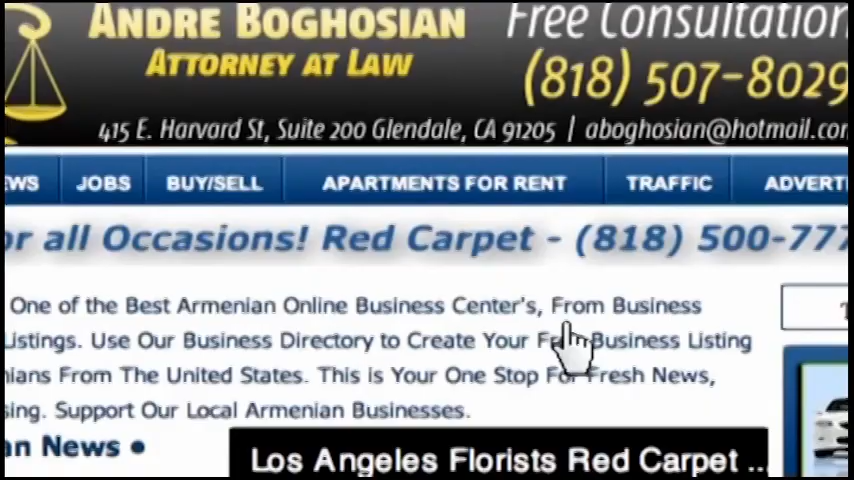 ANDRE BOGHOSIAN
Free Consultation
ATTORNEY AT LAW
(818) 507-8029
415 E. Harvard St, Suite 200 Glendale, CA 91205 | aboghosian@hotmail.com
JOBS BUY/SELL APARTMENTS FOR RENT TRAFFIC
or all Occasions! Red Carpet - (818) 500-777
One of the Best Armenian Online Business Center's, From Business
Listings. Use Our Business Directory to Create Your Free Business Listing
nians From The United States. This is Your One Stop For Fresh News,
sing. Support Our Local Armenian Businesses.
an News •
Los Angeles Florists Red Carpet ...